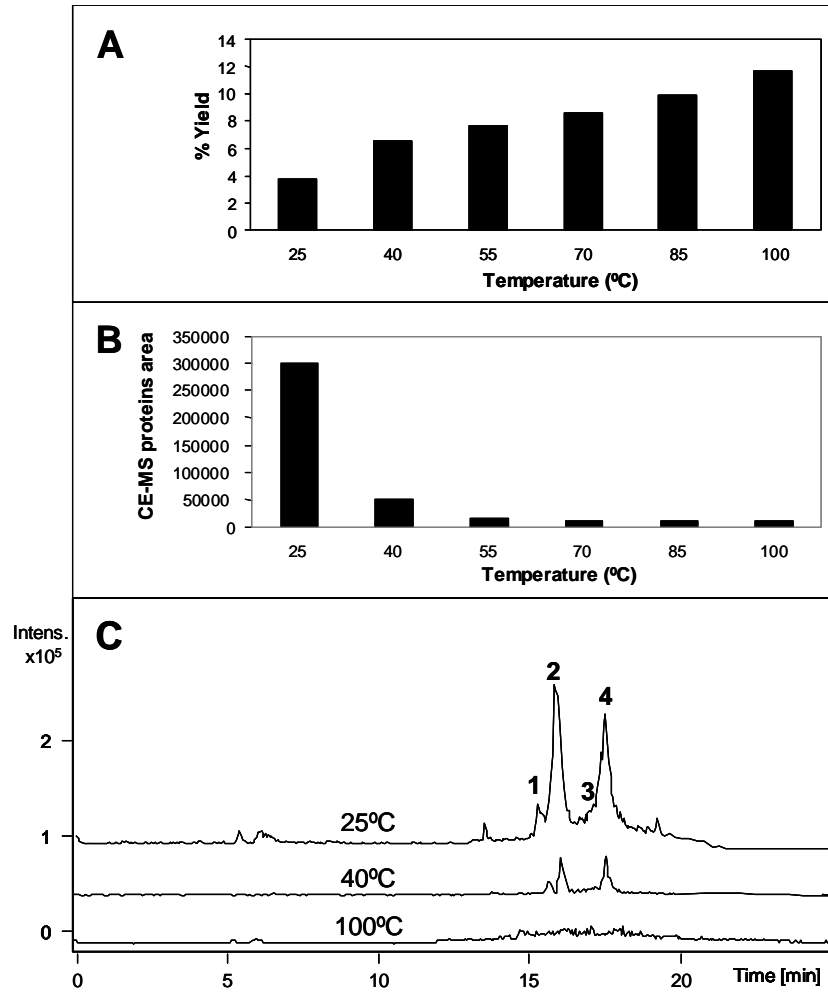 A
14
12
10
8
6
4
2
0
% Yield
25 40 55 70 85 100
Temperature (ºC)
B
350000
300000
250000
200000
150000
100000
50000
0
CE-MS proteins area
25 40 55 70 85 100
Temperature (ºC)
C
Intens.
x10⁵
2
1
0
1 2 3 4
25ºC
40ºC
100ºC
0 5 10 15 20 Time [min]